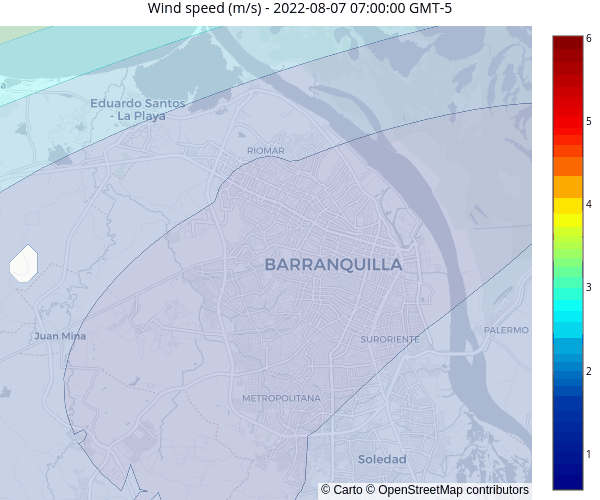 Wind speed (m/s) - 2022-08-07 07:00:00 GMT-5
6
a
Eduardo Santos
- La Playa
5
RIOMAR
4
BARRANQUILLA
3
PALERMO
Juan Mina
SURORIENTE
2
METROPOLITANA
1
Soledad
© Carto © OpenStreetMap contributors